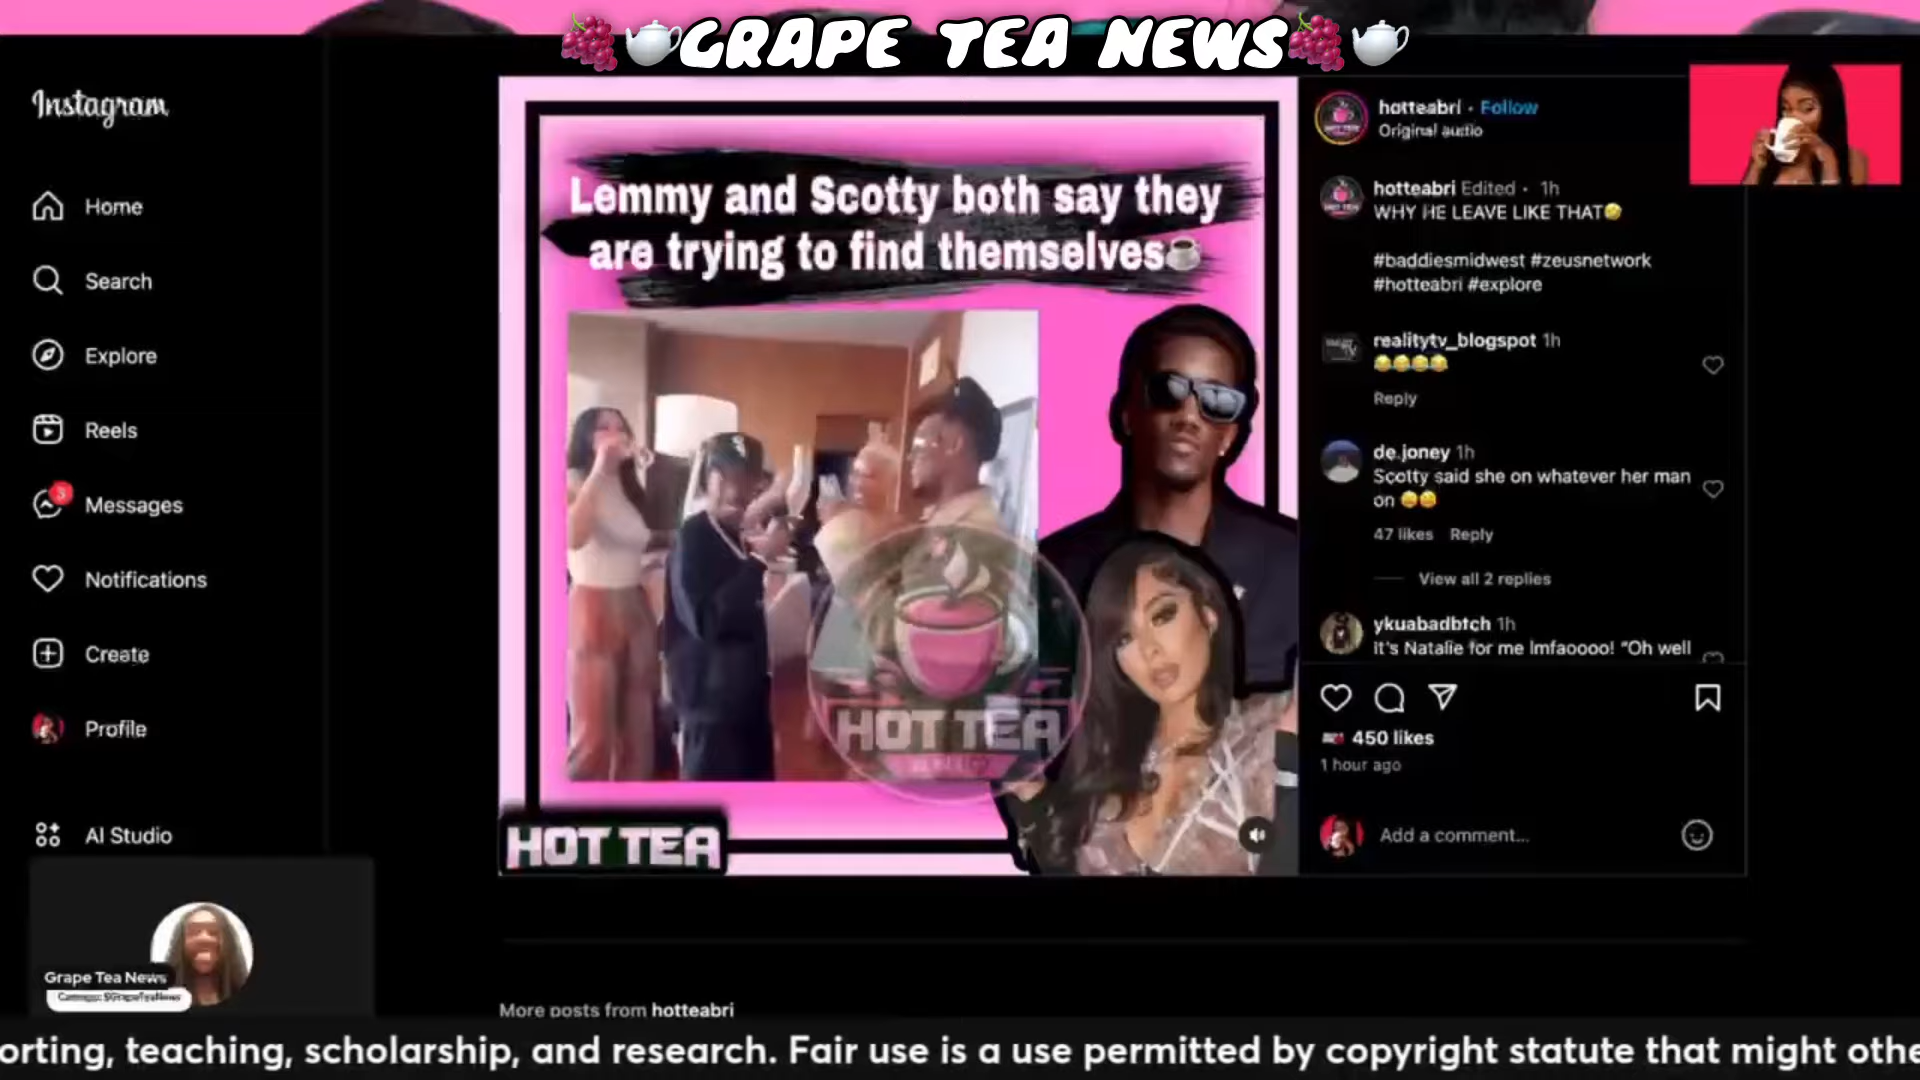 GRAPE TEA NEWS
Instagram
Home
Search
Explore
Reels
3
Messages
Notifications
Create
Profile
AI Studio
Lemmy and Scotty both say they
are trying to find themselves
HOT TEA
HOT TEA
hotteabri • Follow
Original audio
hotteabri Edited • 1h
WHY HE LEAVE LIKE THAT🤣
#baddiesmidwest #zeusnetwork
#hotteabri #explore
realitytv_blogspot 1h
😂😂😂😂
Reply
de.joney 1h
Scotty said she on whatever her man
on 😂😂
47 likes Reply
View all 2 replies
ykuabadbtch 1h
It's Natalie for me lmfaoooo! "Oh well
450 likes
1 hour ago
Add a comment...
More posts from hotteabri
Grape Tea News
orting, teaching, scholarship, and research. Fair use is a use permitted by copyright statute that might othe